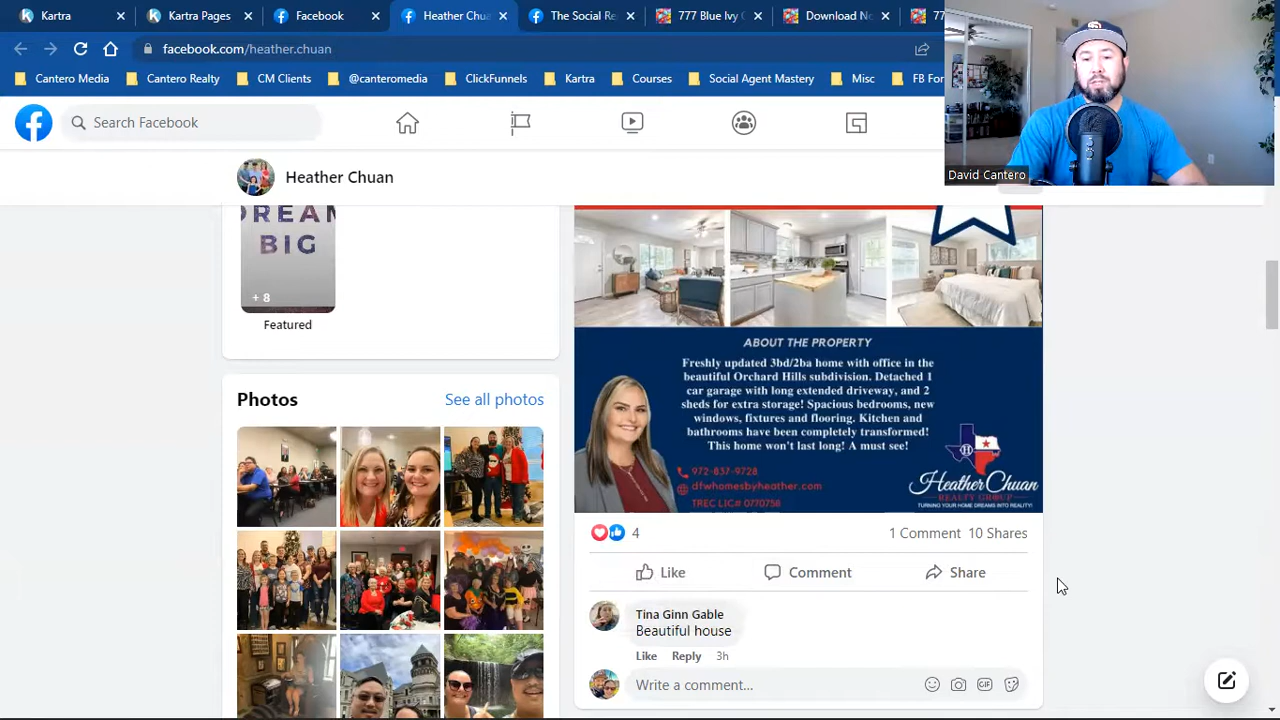 Kartra
Kartra Pages
Facebook
Heather Chua
The Social Re
777 Blue Ivy C
Download No
77
facebook.com/heather.chuan
Cantero Media
Cantero Realty
CM Clients
@canteromedia
ClickFunnels
Kartra
Courses
Social Agent Mastery
Misc
FB For
Search Facebook
David Cantero
Heather Chuan
DREAM
BIG
+ 8
Featured
ABOUT THE PROPERTY
Freshly updated 3bd/2ba home with office in the
beautiful Orchard Hills subdivision. Detached 1
car garage with long extended driveway, and 2
sheds for extra storage! Spacious bedrooms, new
windows, fixtures and flooring. Kitchen and
bathrooms have been completely transformed!
This home won't last long! A must see!
972-837-9728
dfwhomesbyheather.com
TREC LIC# 0770758
H
Heather Chuan
REALTY GROUP
TURNING YOUR HOME DREAMS INTO REALITY!
Photos
See all photos
4
1 Comment 10 Shares
Like
Comment
Share
Tina Ginn Gable
Beautiful house
Like Reply 3h
Write a comment...
GIF